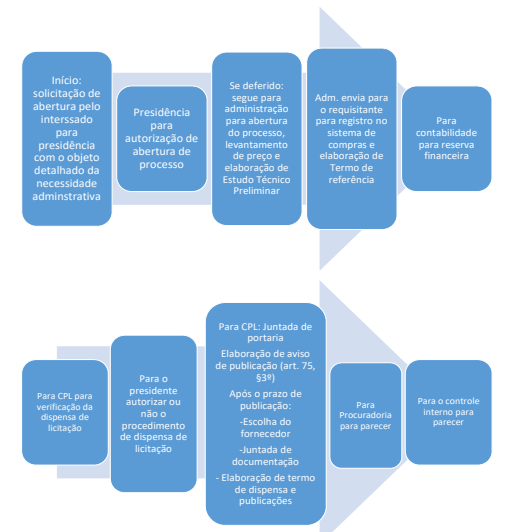 Início:
solicitação de
abertura pelo
interssado
para
presidência
com o objeto
detalhado da
necessidade
adminstrativa
Presidência
para
autorização de
abertura de
processo
Se deferido:
segue para
administração
para abertura
do processo,
levantamento
de preço e
elaboração de
Estudo Técnico
Preliminar
Adm. envia para
o requisitante
para registro no
sistema de
compras e
elaboração de
Termo de
referência
Para
contabilidade
para reserva
financeira
Para CPL para
verificação da
dispensa de
licitação
Para o
presidente
autorizar ou
não o
procedimento
de dispensa de
licitação
Para CPL: Juntada de
portaria
Elaboração de aviso
de publicação (art. 75,
§3º)
Após o prazo de
publicação:
-Escolha do
fornecedor
-Juntada de
documentação
- Elaboração de termo
de dispensa e
publicações
Para
Procuradoria
para parecer
Para o controle
interno para
parecer